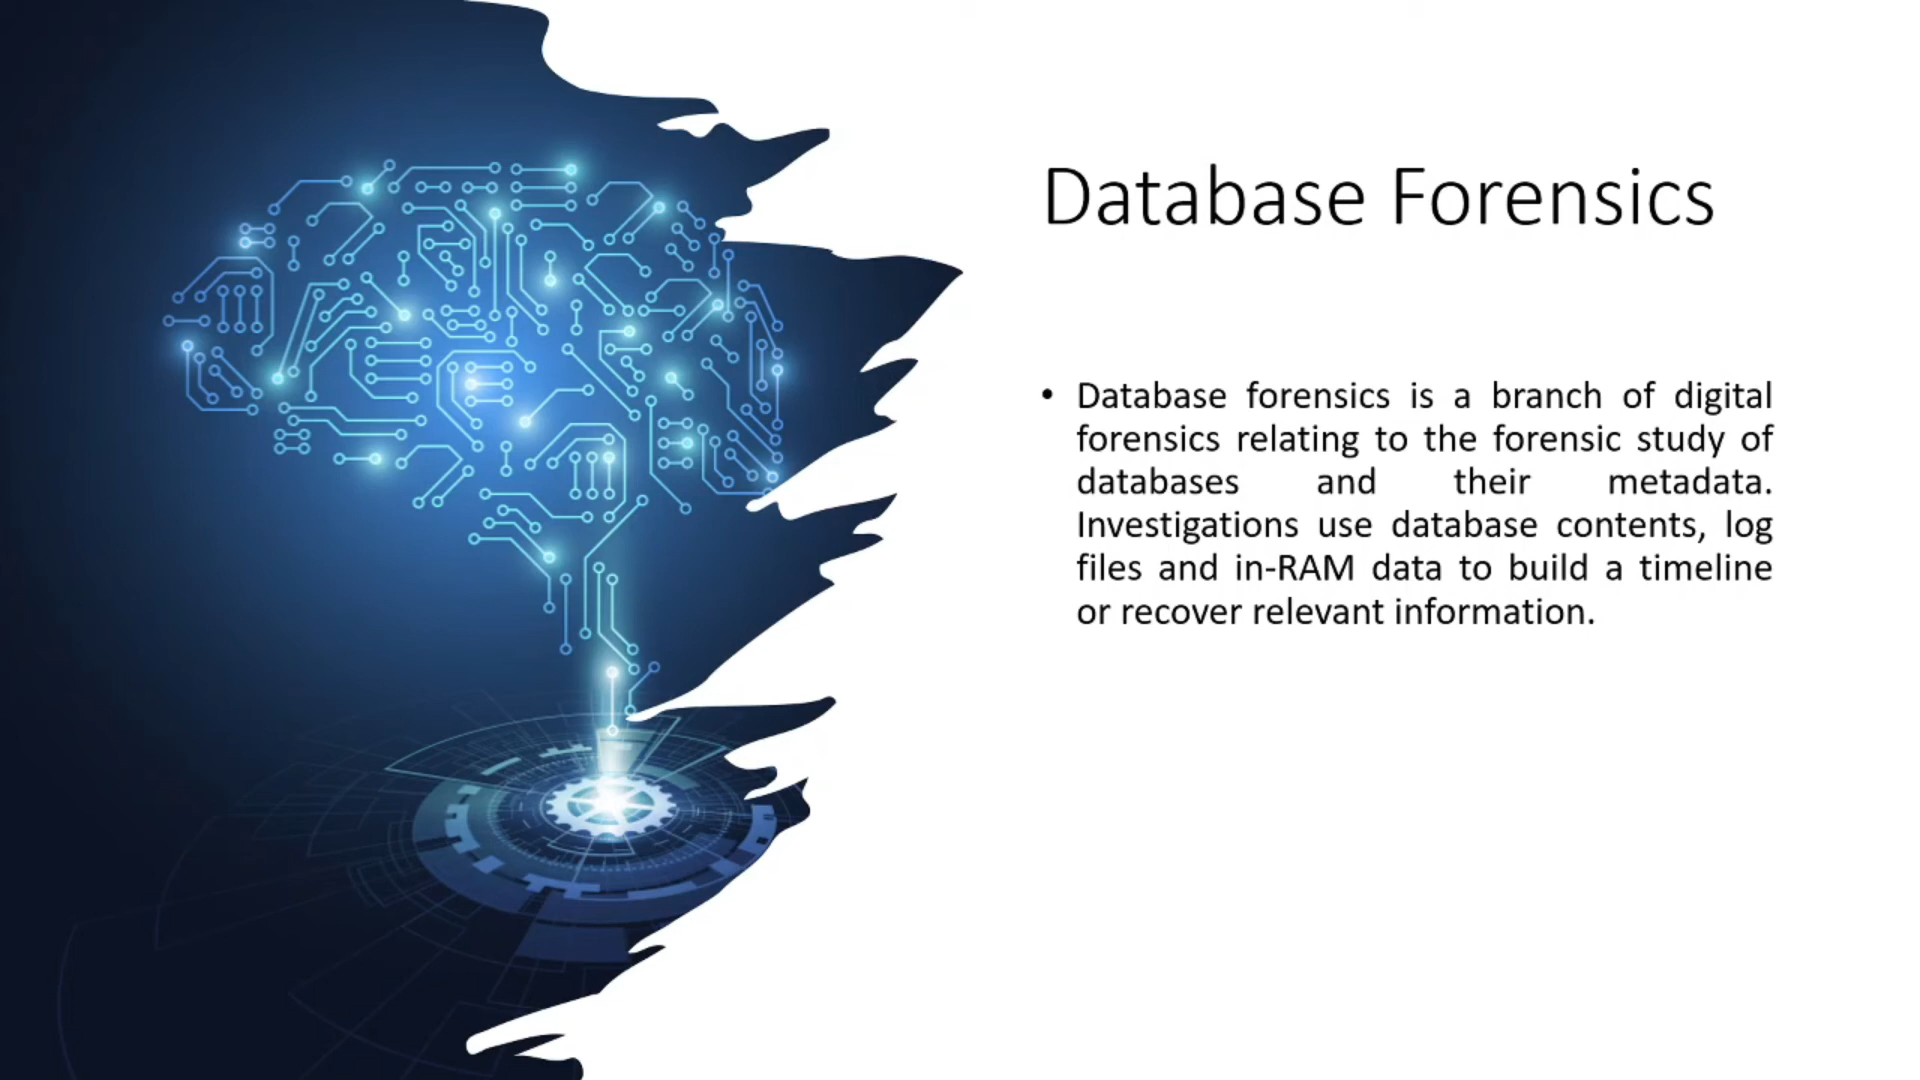 Database Forensics
• Database forensics is a branch of digital
forensics relating to the forensic study of
databases and their metadata.
Investigations use database contents, log
files and in-RAM data to build a timeline
or recover relevant information.